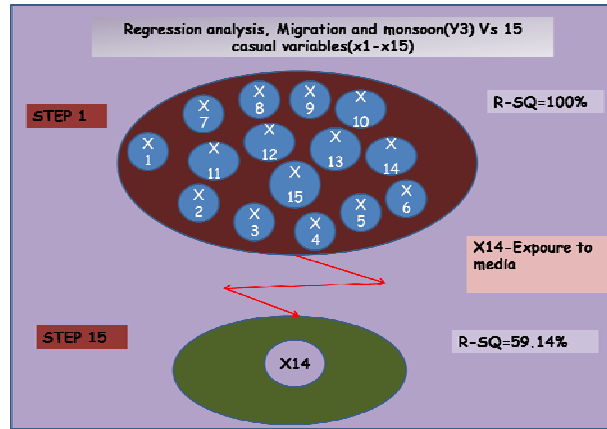 Regression analysis, Migration and monsoon(Y3) Vs 15
casual variables(x1-x15)
STEP 1
R-SQ=100%
X
1
X
7
X
8
X
9
X
10
X
11
X
12
X
13
X
14
X
15
X
2
X
3
X
4
X
5
X
6
X14-Expoure to
media
STEP 15
X14
R-SQ=59.14%